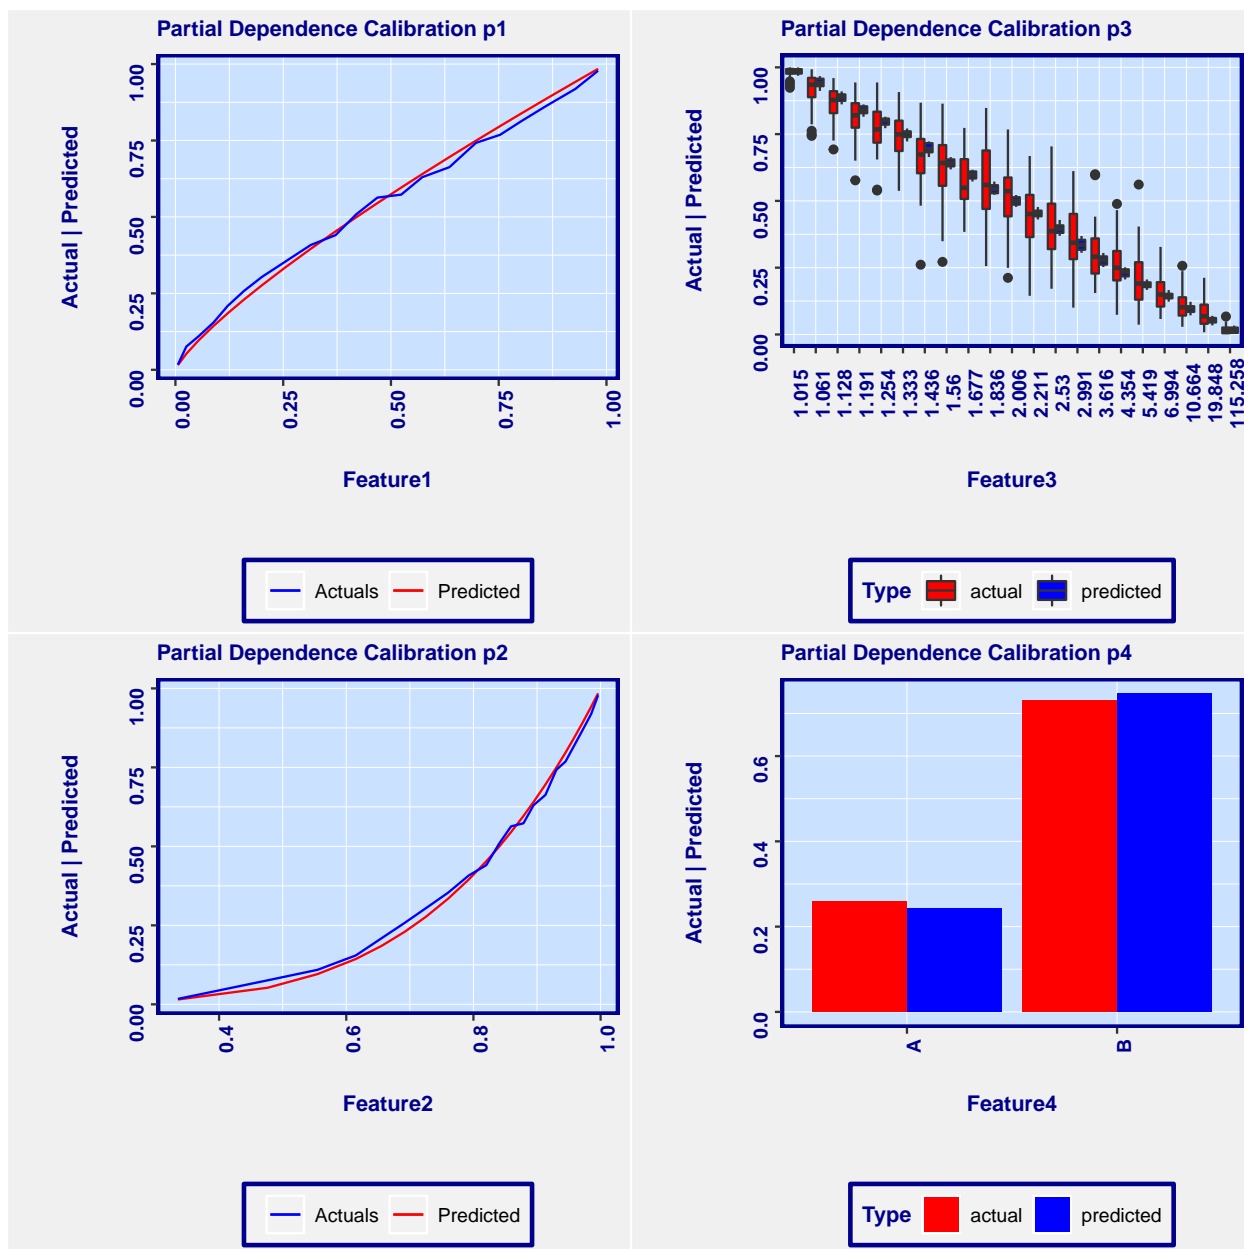 Partial Dependence Calibration p1
Actual | Predicted
1.00
0.75
0.50
0.25
0.00
0.00 0.25 0.50 0.75 1.00
Feature1
Actuals Predicted
Partial Dependence Calibration p3
Actual | Predicted
1.00
0.75
0.50
0.25
0.00
1.015 1.061 1.128 1.191 1.254 1.333 1.436 1.56 1.677 1.836 2.006 2.211 2.53 2.991 3.616 4.354 5.419 6.994 10.664 19.848 115.258
Feature3
Type actual predicted
Partial Dependence Calibration p2
Actual | Predicted
1.00
0.75
0.50
0.25
0.00
0.4 0.6 0.8 1.0
Feature2
Actuals Predicted
Partial Dependence Calibration p4
Actual | Predicted
0.6
0.4
0.2
0.0
A B
Feature4
Type actual predicted